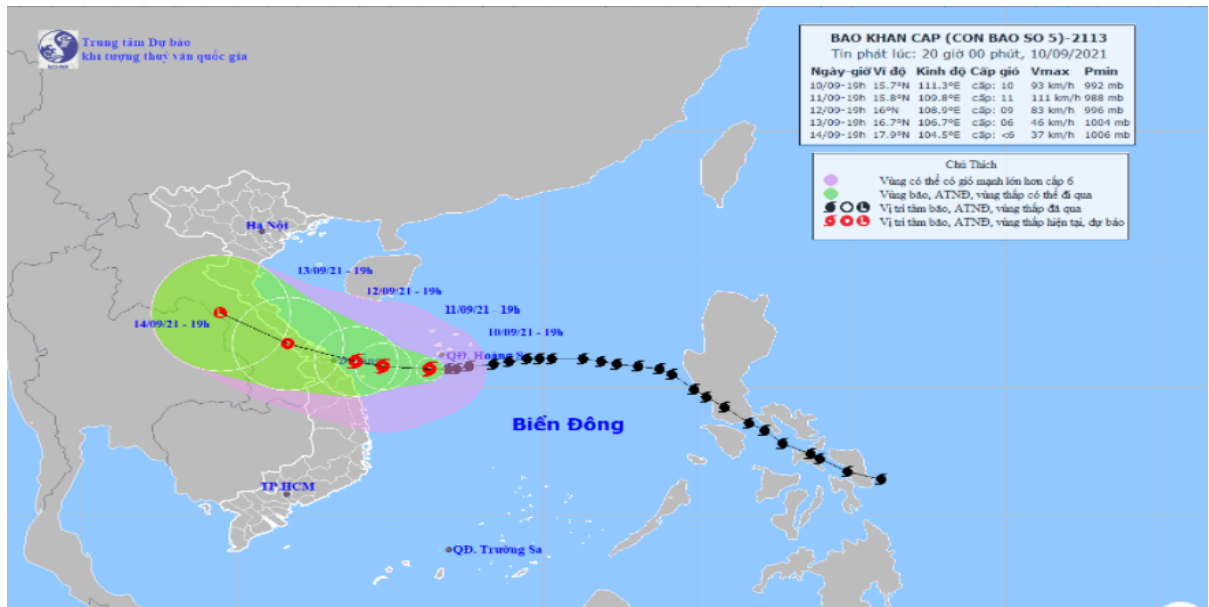 Trung tâm Dự báo
khí tượng thuỷ văn quốc gia
BAO KHAN CAP (CON BAO SO 5)-2113
Tin phát lúc: 20 giờ 00 phút, 10/09/2021
Ngày-giờ Vĩ độ Kinh độ Cấp gió Vmax Pmin
10/09-19h 15.7°N 111.3°E cấp: 10 93 km/h 992 mb
11/09-19h 15.8°N 109.8°E cấp: 11 111 km/h 988 mb
12/09-19h 16°N 108.9°E cấp: 09 83 km/h 996 mb
13/09-19h 16.7°N 106.7°E cấp: 06 46 km/h 1004 mb
14/09-19h 17.9°N 104.5°E cấp: <6 37 km/h 1006 mb
Chú Thích
Vùng có thể có gió mạnh lớn hơn cấp 6
Vùng bão, ATNĐ, vùng thấp có thể đi qua
Vị trí tâm bão, ATNĐ, vùng thấp đã qua
Vị trí tâm bão, ATNĐ, vùng thấp hiện tại, dự báo
Hà Nội
13/09/21 - 19h
12/09/21 - 19h
11/09/21 - 19h
14/09/21 - 19h
10/09/21 - 19h
QĐ. Hoàng S
Biển Đông
TP.HCM
QĐ. Trường Sa